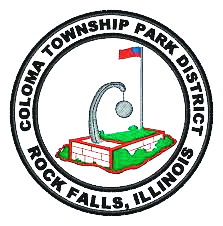 COLOMA TOWNSHIP PARK DISTRICT
ROCK FALLS, ILLINOIS